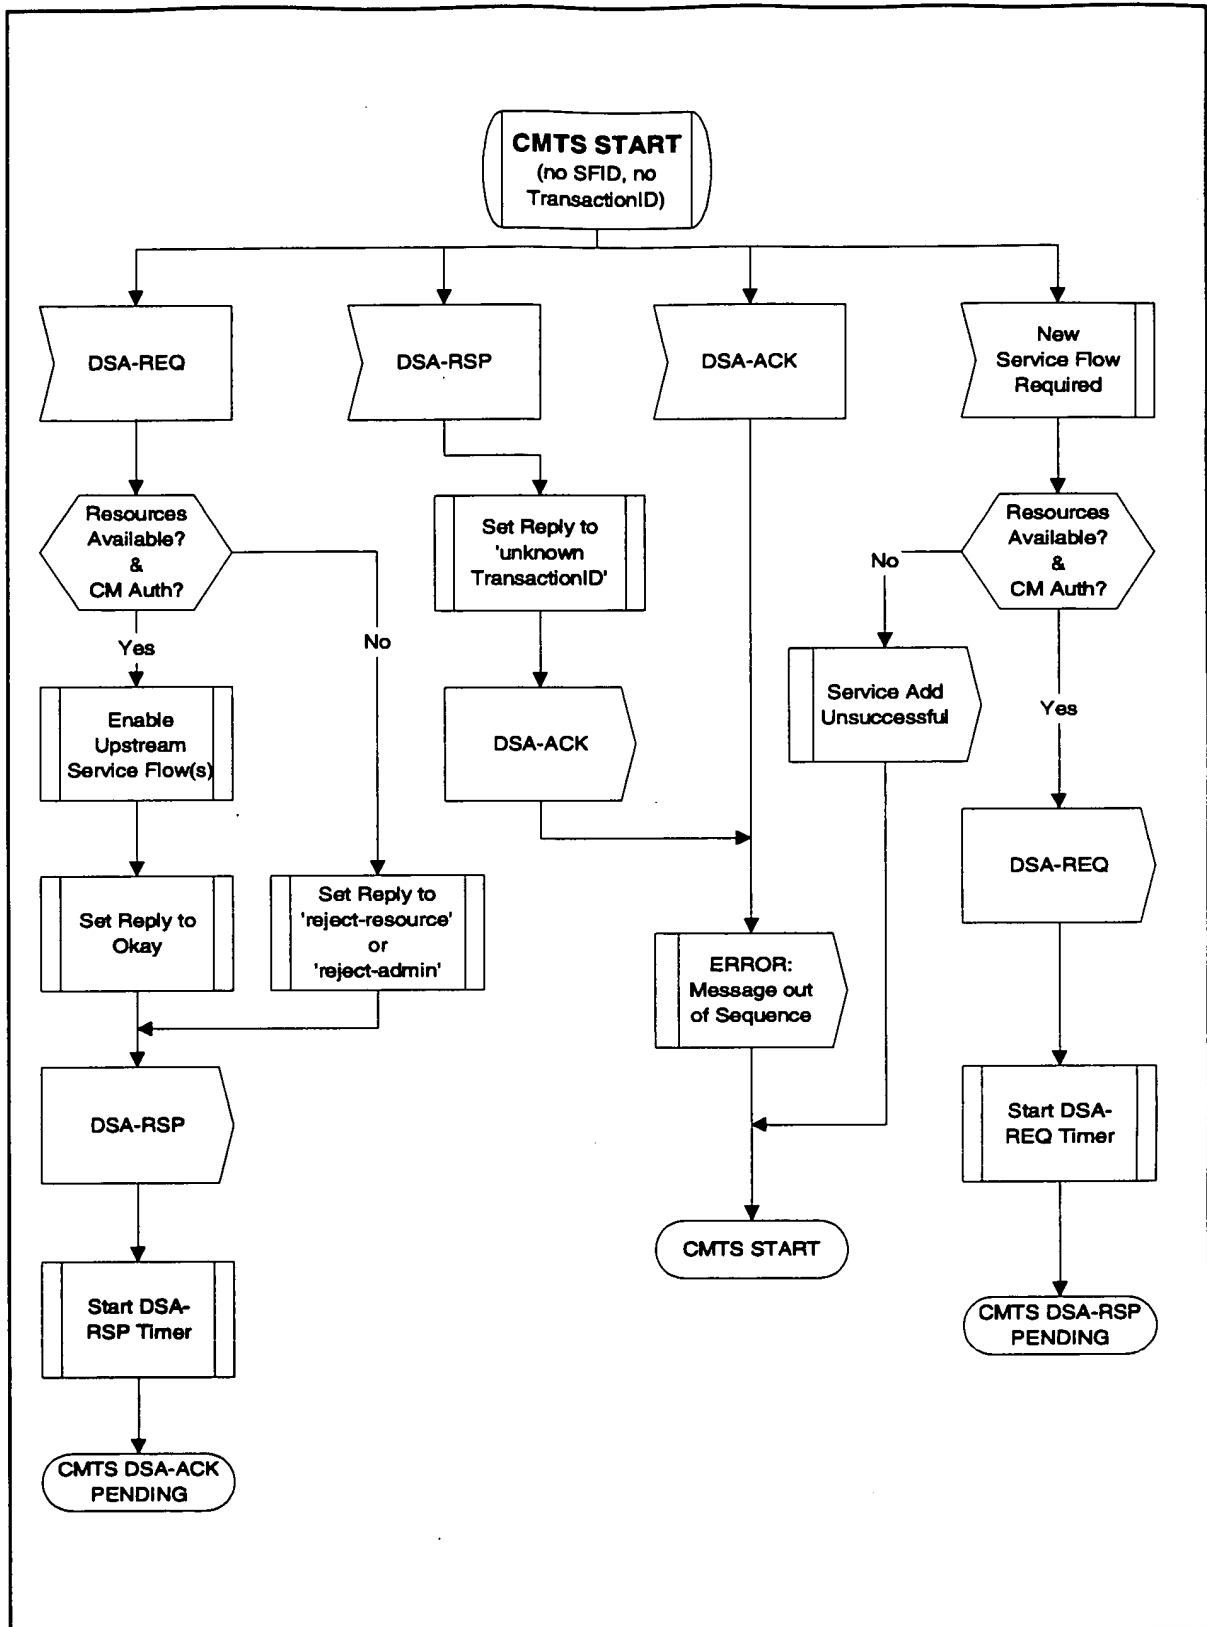 CMTS START
(no SFID, no
TransactionID)
DSA-REQ
DSA-RSP
DSA-ACK
New
Service Flow
Required
Resources
Available?
&
CM Auth?
Set Reply to
'unknown
TransactionID'
Resources
Available?
&
CM Auth?
No
Yes
No
Enable
Upstream
Service Flow(s)
DSA-ACK
Service Add
Unsuccessful
Yes
Set Reply to
Okay
Set Reply to
'reject-resource'
or
'reject-admin'
ERROR:
Message out
of Sequence
DSA-REQ
DSA-RSP
Start DSA-
REQ Timer
CMTS START
Start DSA-
RSP Timer
CMTS DSA-RSP
PENDING
CMTS DSA-ACK
PENDING